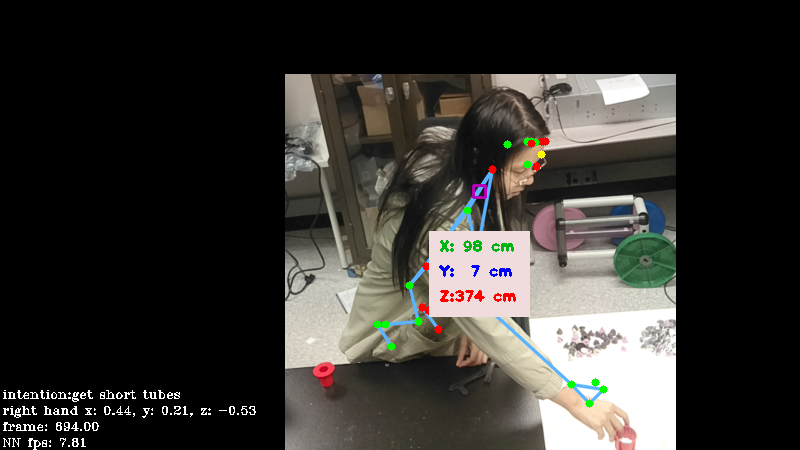 X: 98 cm
Y: 7 cm
Z:374 cm
intention:get short tubes
right hand x: 0.44, y: 0.21, z: −0.53
frame: 694.00
NN fps: 7.81